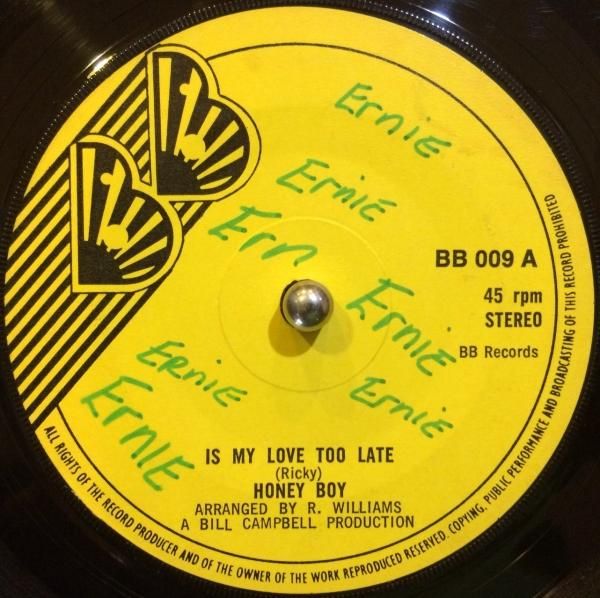 Ernie
Ernie
Ern
Ernie
Ernie
Ernie
ERNIE
BB 009 A
45 rpm
STEREO
BB Records
IS MY LOVE TOO LATE
(Ricky)
HONEY BOY
ARRANGED BY R. WILLIAMS
A BILL CAMPBELL PRODUCTION
ALL RIGHTS OF THE RECORD PRODUCER AND OF THE OWNER OF THE WORK REPRODUCED RESERVED. COPYING, PUBLIC PERFORMANCE AND BROADCASTING OF THIS RECORD PROHIBITED